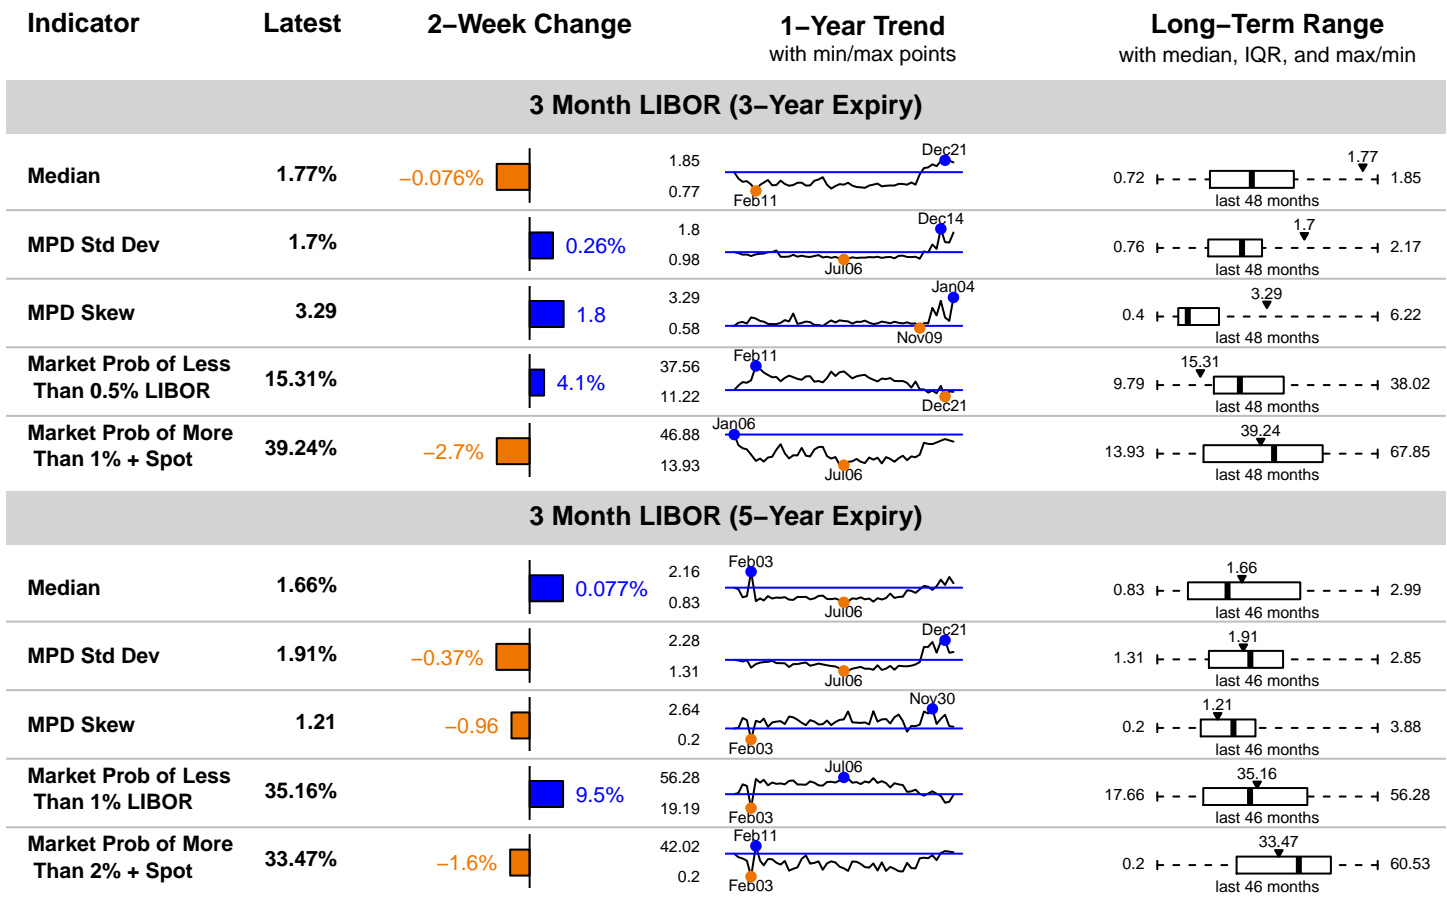 Indicator Latest 2−Week Change 1−Year Trend Long−Term Range
with min/max points with median, IQR, and max/min
3 Month LIBOR (3−Year Expiry)
Median 1.77% −0.076% 1.85 0.77 Dec21 Feb11 0.72 1.77 1.85
last 48 months
MPD Std Dev 1.7% 0.26% 1.8 0.98 Dec14 Jul06 0.76 1.7 2.17
last 48 months
MPD Skew 3.29 1.8 3.29 0.58 Jan04 Nov09 0.4 3.29 6.22
last 48 months
Market Prob of Less
Than 0.5% LIBOR 15.31% 4.1% 37.56 11.22 Feb11 Dec21 9.79 15.31 38.02
last 48 months
Market Prob of More
Than 1% + Spot 39.24% −2.7% 46.88 13.93 Jan06 Jul06 13.93 39.24 67.85
last 48 months
3 Month LIBOR (5−Year Expiry)
Median 1.66% 0.077% 2.16 0.83 Feb03 Jul06 0.83 1.66 2.99
last 46 months
MPD Std Dev 1.91% −0.37% 2.28 1.31 Dec21 Jul06 1.31 1.91 2.85
last 46 months
MPD Skew 1.21 −0.96 2.64 0.2 Nov30 Feb03 0.2 1.21 3.88
last 46 months
Market Prob of Less
Than 1% LIBOR 35.16% 9.5% 56.28 19.19 Jul06 Feb03 17.66 35.16 56.28
last 46 months
Market Prob of More
Than 2% + Spot 33.47% −1.6% 42.02 0.2 Feb11 Feb03 0.2 33.47 60.53
last 46 months